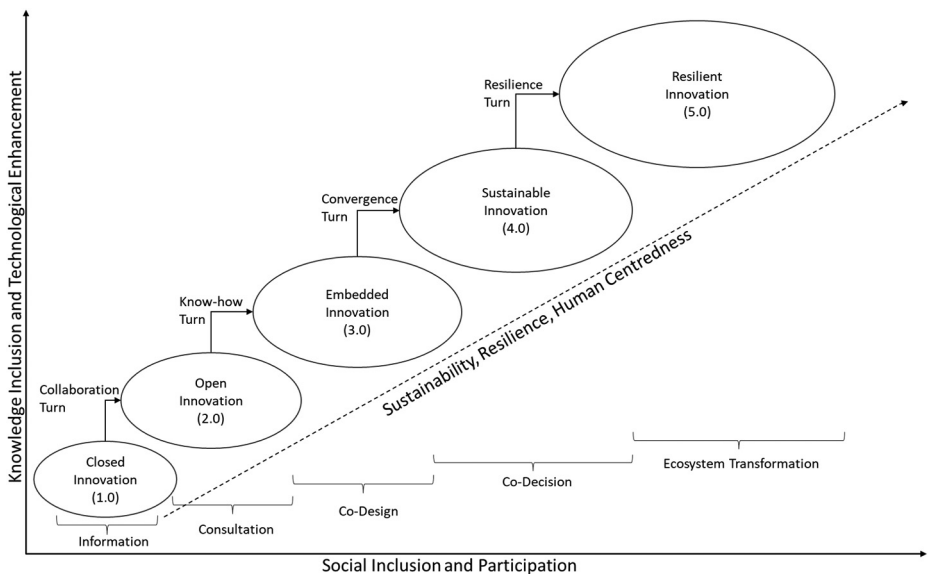 Knowledge Inclusion and Technological Enhancement
Resilient
Innovation
(5.0)
Resilience
Turn
Sustainable
Innovation
(4.0)
Convergence
Turn
Embedded
Innovation
(3.0)
Know-how
Turn
Open
Innovation
(2.0)
Collaboration
Turn
Closed
Innovation
(1.0)
Sustainability, Resilience, Human Centredness
Information
Consultation
Co-Design
Co-Decision
Ecosystem Transformation
Social Inclusion and Participation